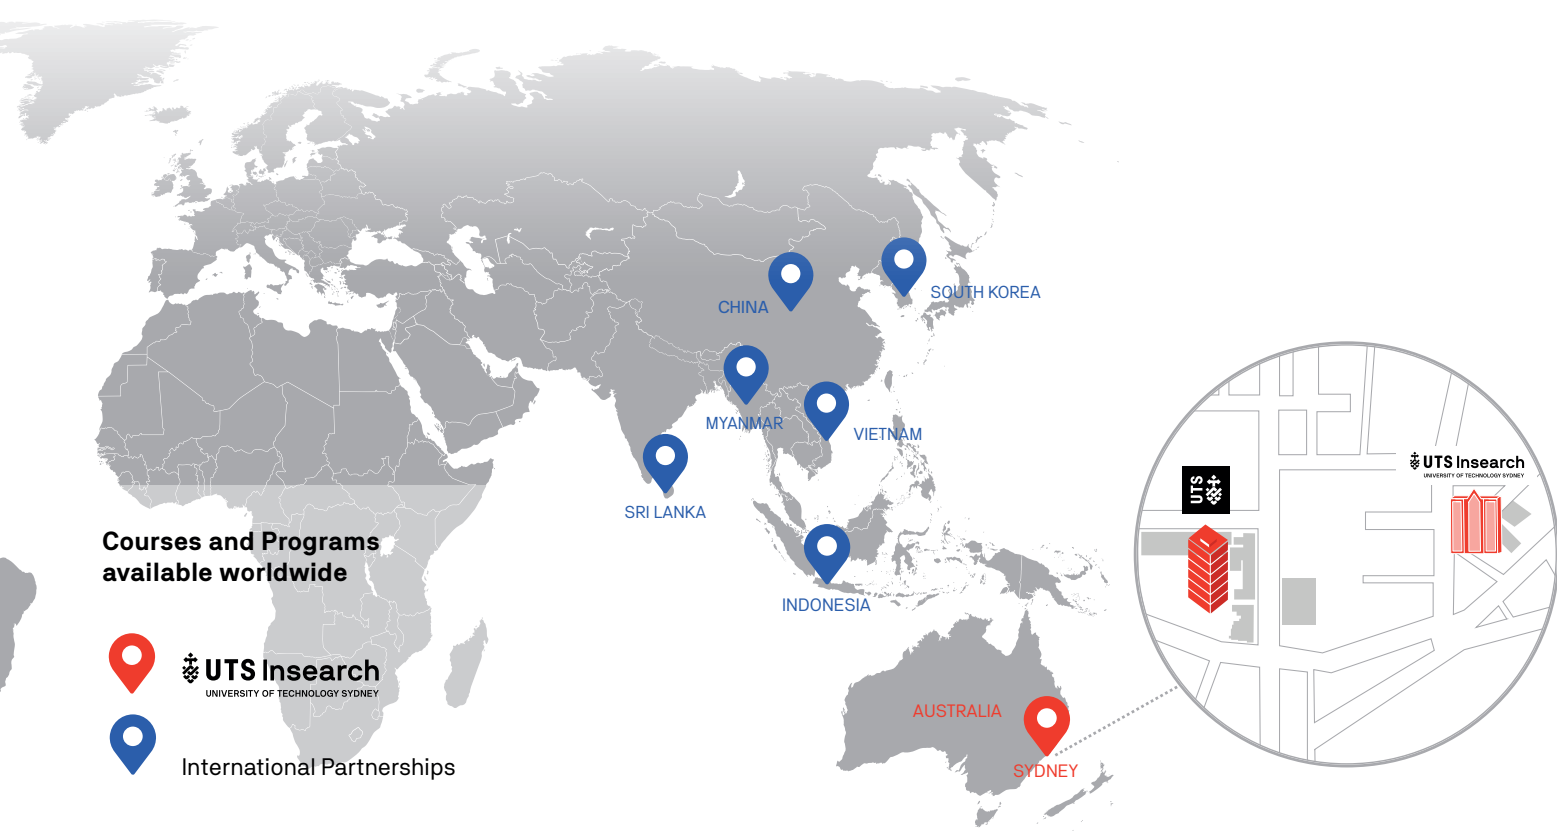 CHINA
SOUTH KOREA
MYANMAR
VIETNAM
SRI LANKA
INDONESIA
AUSTRALIA
SYDNEY
Courses and Programs
available worldwide
UTS Insearch
UNIVERSITY OF TECHNOLOGY SYDNEY
International Partnerships
UTS
UTS Insearch
UNIVERSITY OF TECHNOLOGY SYDNEY